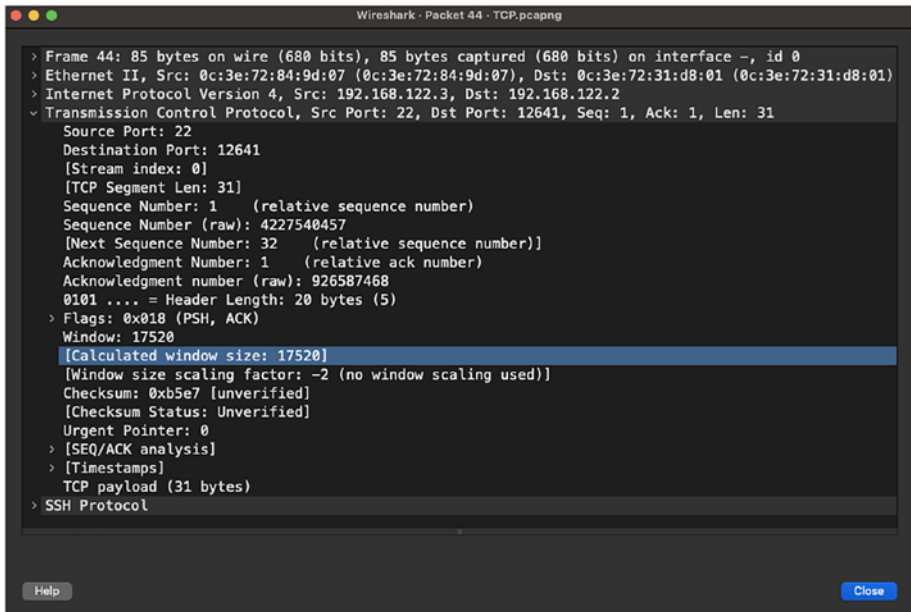 Wireshark · Packet 44 · TCP.pcapng
> Frame 44: 85 bytes on wire (680 bits), 85 bytes captured (680 bits) on interface –, id 0
> Ethernet II, Src: 0c:3e:72:84:9d:07 (0c:3e:72:84:9d:07), Dst: 0c:3e:72:31:d8:01 (0c:3e:72:31:d8:01)
> Internet Protocol Version 4, Src: 192.168.122.3, Dst: 192.168.122.2
⌄ Transmission Control Protocol, Src Port: 22, Dst Port: 12641, Seq: 1, Ack: 1, Len: 31
Source Port: 22
Destination Port: 12641
[Stream index: 0]
[TCP Segment Len: 31]
Sequence Number: 1    (relative sequence number)
Sequence Number (raw): 4227540457
[Next Sequence Number: 32    (relative sequence number)]
Acknowledgment Number: 1    (relative ack number)
Acknowledgment number (raw): 926587468
0101 .... = Header Length: 20 bytes (5)
> Flags: 0x018 (PSH, ACK)
Window: 17520
[Calculated window size: 17520]
[Window size scaling factor: -2 (no window scaling used)]
Checksum: 0xb5e7 [unverified]
[Checksum Status: Unverified]
Urgent Pointer: 0
> [SEQ/ACK analysis]
> [Timestamps]
TCP payload (31 bytes)
> SSH Protocol
Help
Close